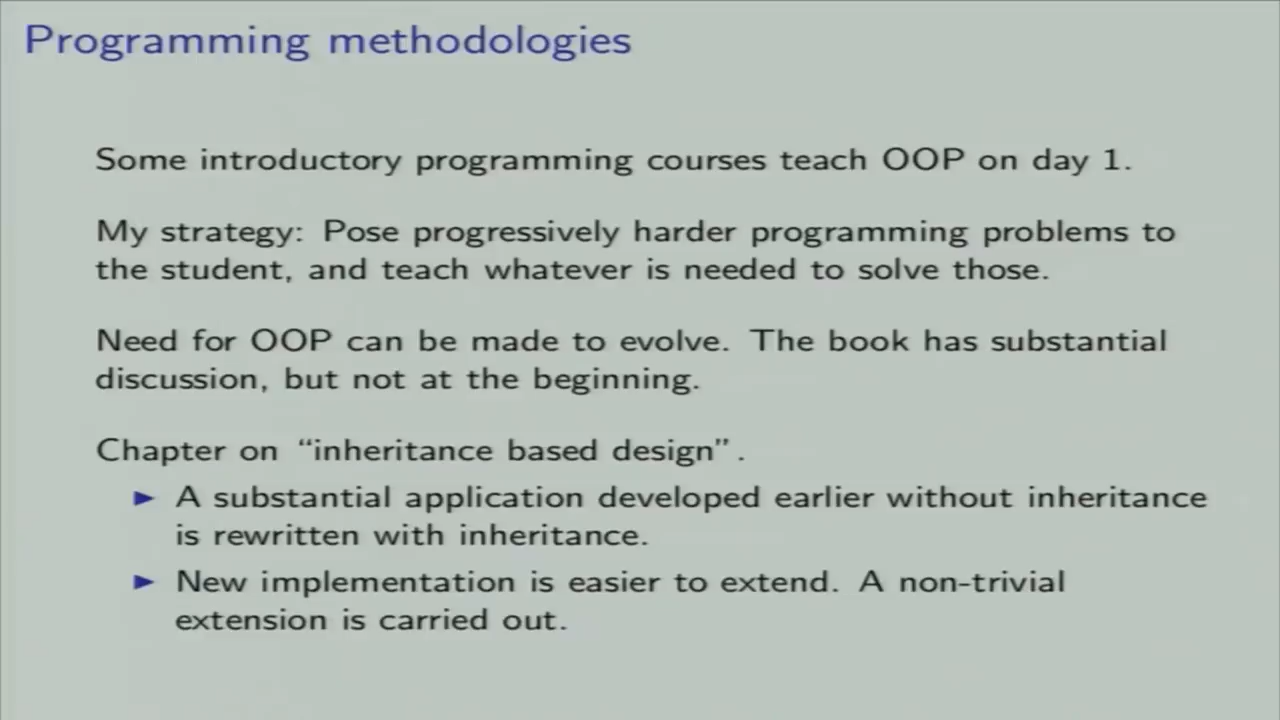 Programming methodologies
Some introductory programming courses teach OOP on day 1.
My strategy: Pose progressively harder programming problems to
the student, and teach whatever is needed to solve those.
Need for OOP can be made to evolve. The book has substantial
discussion, but not at the beginning.
Chapter on “inheritance based design”.
► A substantial application developed earlier without inheritance
is rewritten with inheritance.
► New implementation is easier to extend. A non-trivial
extension is carried out.